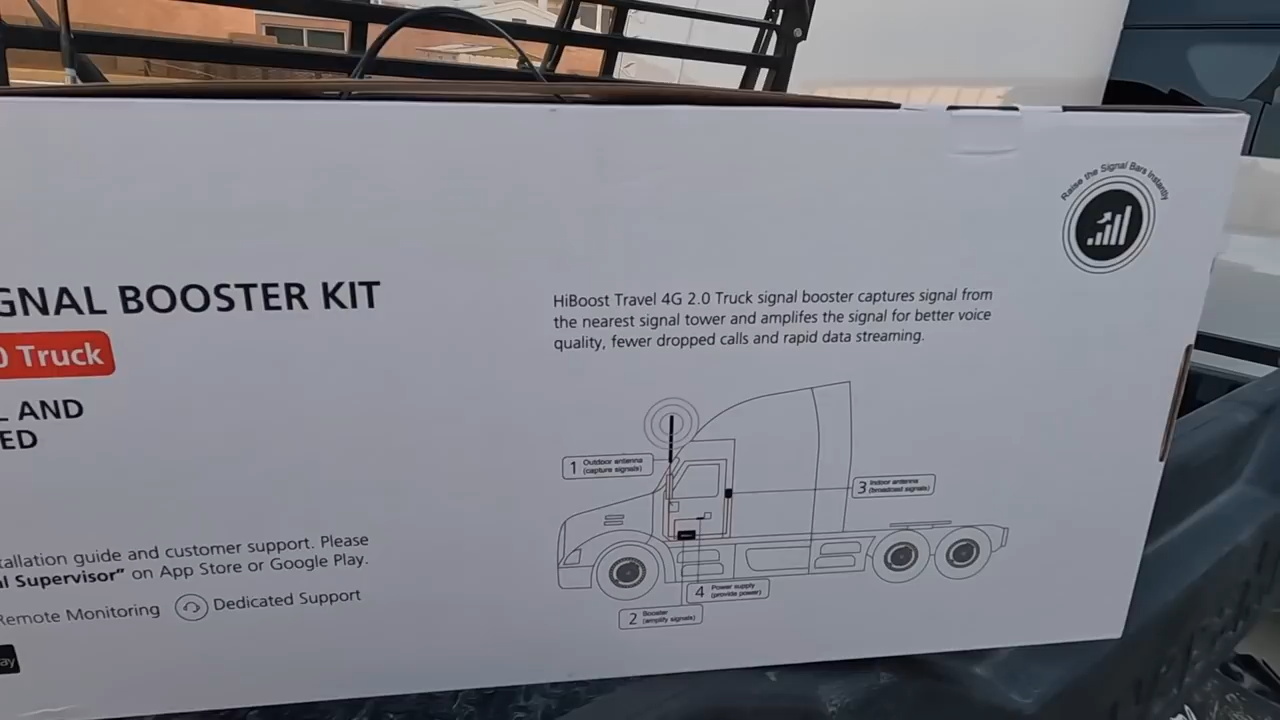 Raise the Signal Bars Instantly
GNAL BOOSTER KIT
0 Truck
L AND
ED
HiBoost Travel 4G 2.0 Truck signal booster captures signal from
the nearest signal tower and amplifes the signal for better voice
quality, fewer dropped calls and rapid data streaming.
1 Outdoor antenna
(capture signals)
3 Indoor antenna
(broadcast signals)
4 Power supply
(provide power)
2 Booster
(amplify signals)
tallation guide and customer support. Please
al Supervisor” on App Store or Google Play.
Remote Monitoring Dedicated Support
ay